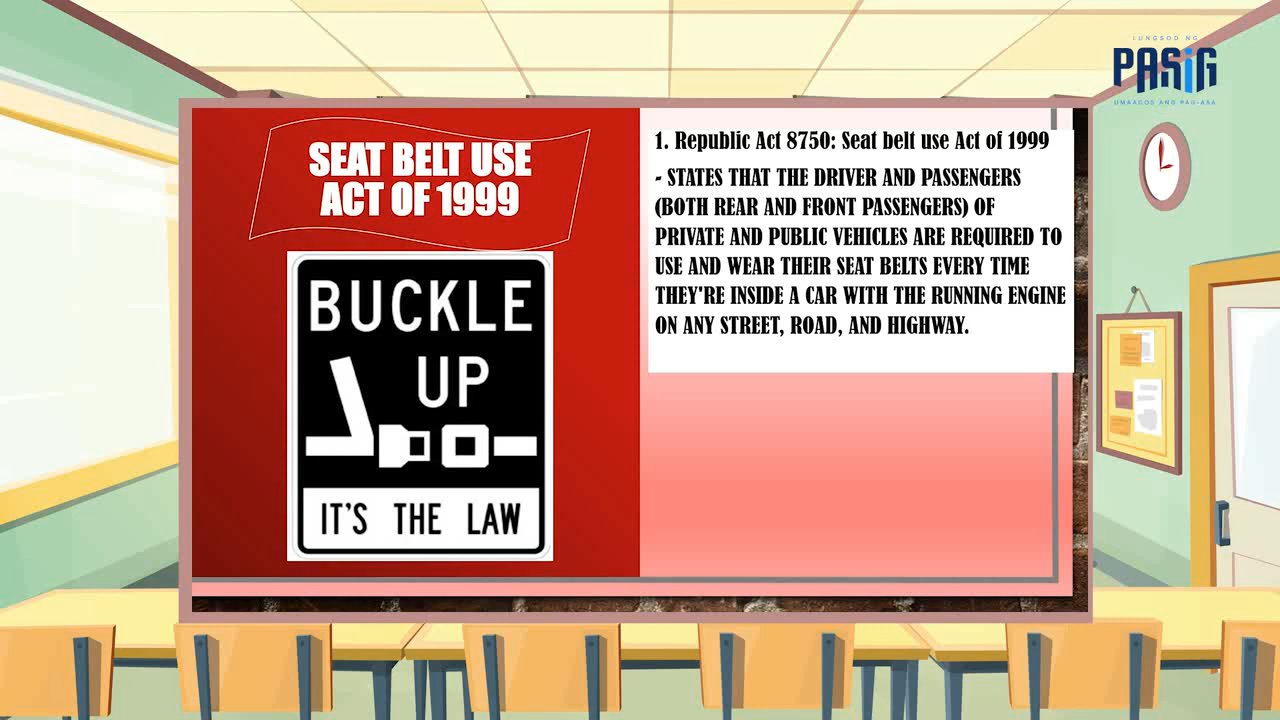 LUNGSOD NG
PASiG
UMAAGOS ANG PAG-ASA
SEAT BELT USE
ACT OF 1999
BUCKLE
UP
IT'S THE LAW
1. Republic Act 8750: Seat belt use Act of 1999
- STATES THAT THE DRIVER AND PASSENGERS
(BOTH REAR AND FRONT PASSENGERS) OF
PRIVATE AND PUBLIC VEHICLES ARE REQUIRED TO
USE AND WEAR THEIR SEAT BELTS EVERY TIME
THEY'RE INSIDE A CAR WITH THE RUNNING ENGINE
ON ANY STREET, ROAD, AND HIGHWAY.